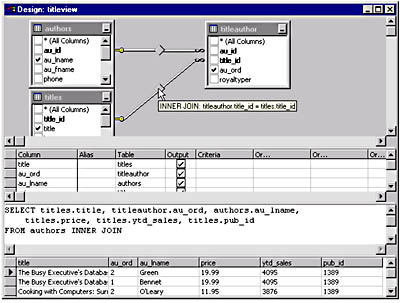 Design: titleview
authors
* (All Columns)
au_id
au_lname
au_fname
phone
titleauthor
* (All Columns)
au_id
title_id
au_ord
royaltyper
titles
* (All Columns)
title_id
title
INNER JOIN: titleauthor.title_id = titles.title_id
Column Alias Table Output Criteria Or... Or... Or...
title titles
au_ord titleauthor
au_lname authors
SELECT titles.title, titleauthor.au_ord, authors.au_lname,
titles.price, titles.ytd_sales, titles.pub_id
FROM authors INNER JOIN
title au_ord au_lname price ytd_sales pub_id
The Busy Executive's Databa 2 Green 19.99 4095 1389
The Busy Executive's Databa 1 Bennet 19.99 4095 1389
Cooking with Computers: Sur 2 O'Leary 11.95 3876 1389